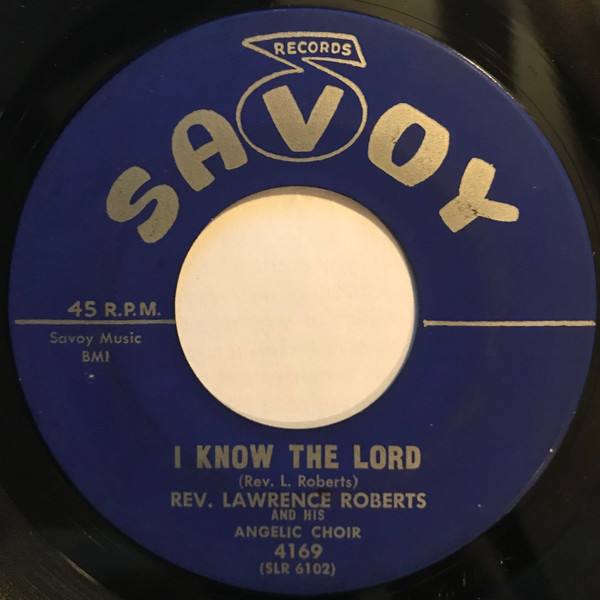 RECORDS
SAVOY
45 R.P.M.
Savoy Music
BMI
I KNOW THE LORD
(Rev. L. Roberts)
REV. LAWRENCE ROBERTS
AND HIS
ANGELIC CHOIR
4169
(SLR 6102)